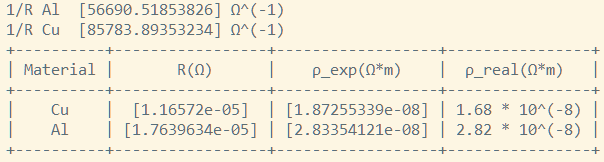 1/R Al  [56690.51853826] Ω^(-1)
1/R Cu  [85783.89353234] Ω^(-1)
+----------+----------------+------------------+----------------+
| Material |      R(Ω)      |   ρ_exp(Ω*m)     |  ρ_real(Ω*m)   |
+----------+----------------+------------------+----------------+
|    Cu    | [1.16572e-05]  | [1.87255339e-08] | 1.68 * 10^(-8) |
|    Al    | [1.7639634e-05] | [2.83354121e-08] | 2.82 * 10^(-8) |
+----------+----------------+------------------+----------------+